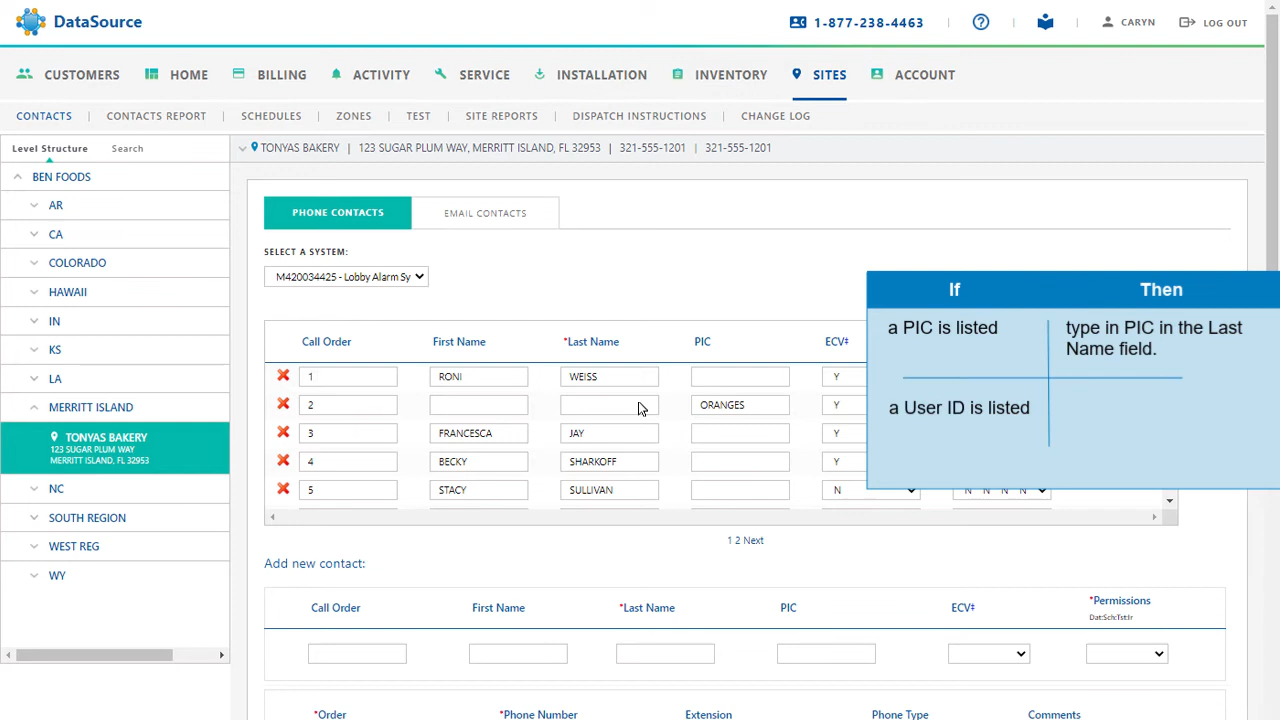 DataSource
1-877-238-4463
CARYN
LOG OUT
CUSTOMERS
HOME
BILLING
ACTIVITY
SERVICE
INSTALLATION
INVENTORY
SITES
ACCOUNT
CONTACTS | CONTACTS REPORT | SCHEDULES | ZONES | TEST | SITE REPORTS | DISPATCH INSTRUCTIONS | CHANGE LOG
Level Structure
Search
TONYAS BAKERY | 123 SUGAR PLUM WAY, MERRITT ISLAND, FL 32953 | 321-555-1201 | 321-555-1201
BEN FOODS
AR
CA
COLORADO
HAWAII
IN
KS
LA
MERRITT ISLAND
TONYAS BAKERY
123 SUGAR PLUM WAY
MERRITT ISLAND, FL 32953
NC
SOUTH REGION
WEST REG
WY
PHONE CONTACTS
EMAIL CONTACTS
SELECT A SYSTEM:
M420034425 - Lobby Alarm Sy
Call Order First Name *Last Name PIC ECV‡
1 RONI WEISS Y
2 ORANGES Y
3 FRANCESCA JAY Y
4 BECKY SHARKOFF Y
5 STACY SULLIVAN N N N N N
If
Then
a PIC is listed
type in PIC in the Last
Name field.
a User ID is listed
1 2 Next
Add new contact:
Call Order First Name *Last Name PIC ECV‡ *Permissions
Dat:Sch:Tst:Ir
*Order *Phone Number Extension Phone Type Comments